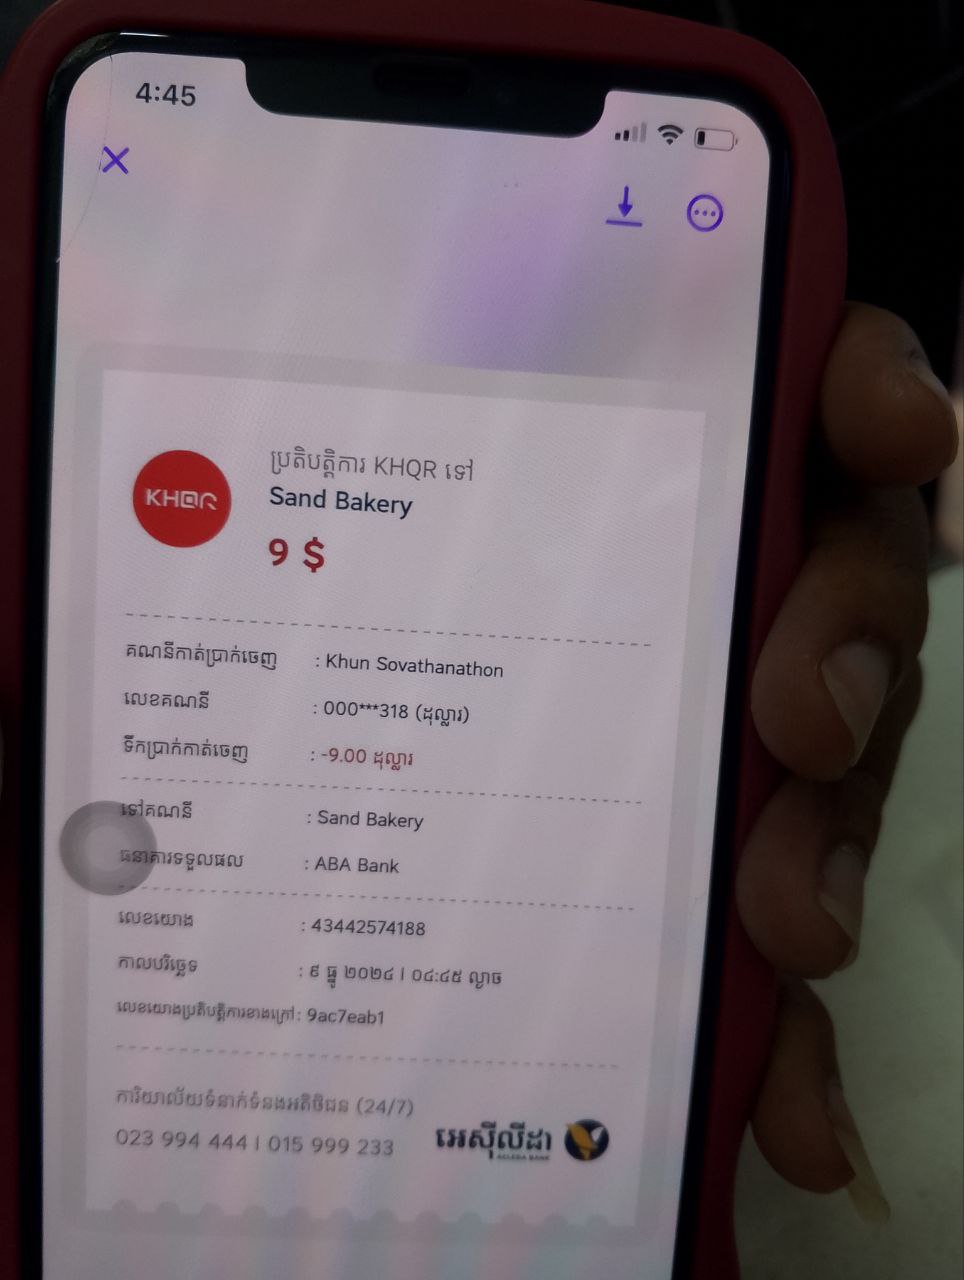 4:45
KHQR
ប្រតិបត្តិការ KHQR ទៅ
Sand Bakery
9 $
គណនីកាត់ប្រាក់ចេញ : Khun Sovathanathon
លេខគណនី : 000***318 (ដុល្លារ)
ទឹកប្រាក់កាត់ចេញ : -9.00 ដុល្លារ
ទៅគណនី : Sand Bakery
ធនាគារទទួលផល : ABA Bank
លេខយោង : 43442574188
កាលបរិច្ឆេទ : ៩ ធ្នូ ២០២៤ | ០៤:៤៥ ល្ងាច
លេខយោងប្រតិបត្តិការខាងក្រៅ : 9ac7eab1
ការិយាល័យទំនាក់ទំនងអតិថិជន (24/7)
023 994 444 | 015 999 233
អេស៊ីលីដា
ACLEDA BANK